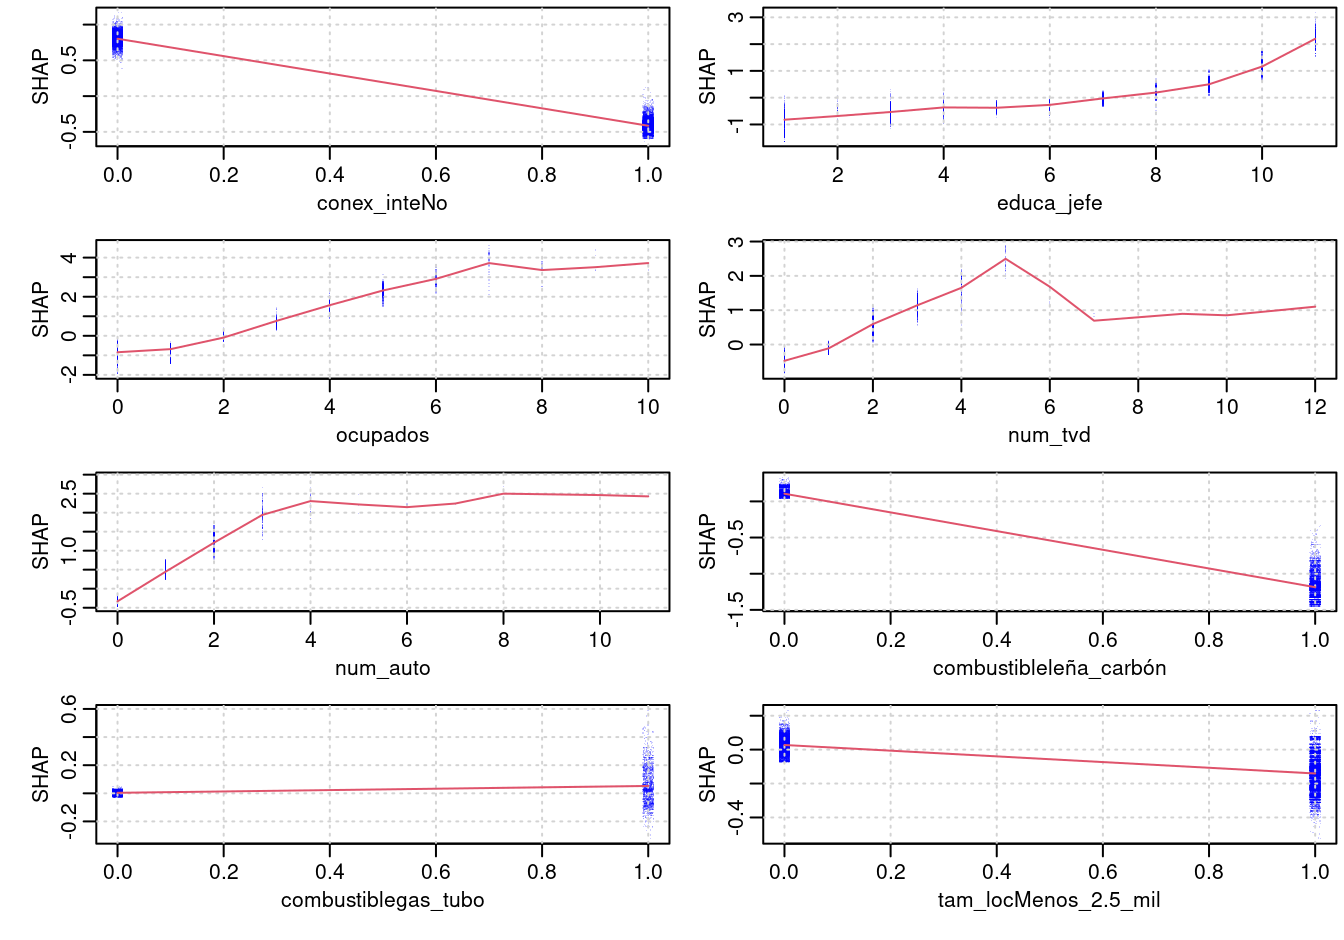 SHAP
0.5
-0.5
0.0 0.2 0.4 0.6 0.8 1.0
conex_inteNo
SHAP
3
1
-1
2 4 6 8 10
educa_jefe
SHAP
4
2
0
-2
0 2 4 6 8 10
ocupados
SHAP
3
2
1
0
0 2 4 6 8 10 12
num_tvd
SHAP
2.5
1.0
-0.5
0 2 4 6 8 10
num_auto
SHAP
-0.5
-1.5
0.0 0.2 0.4 0.6 0.8 1.0
combustibleleña_carbón
SHAP
0.6
0.2
-0.2
0.0 0.2 0.4 0.6 0.8 1.0
combustiblegas_tubo
SHAP
0.0
-0.4
0.0 0.2 0.4 0.6 0.8 1.0
tam_locMenos_2.5_mil